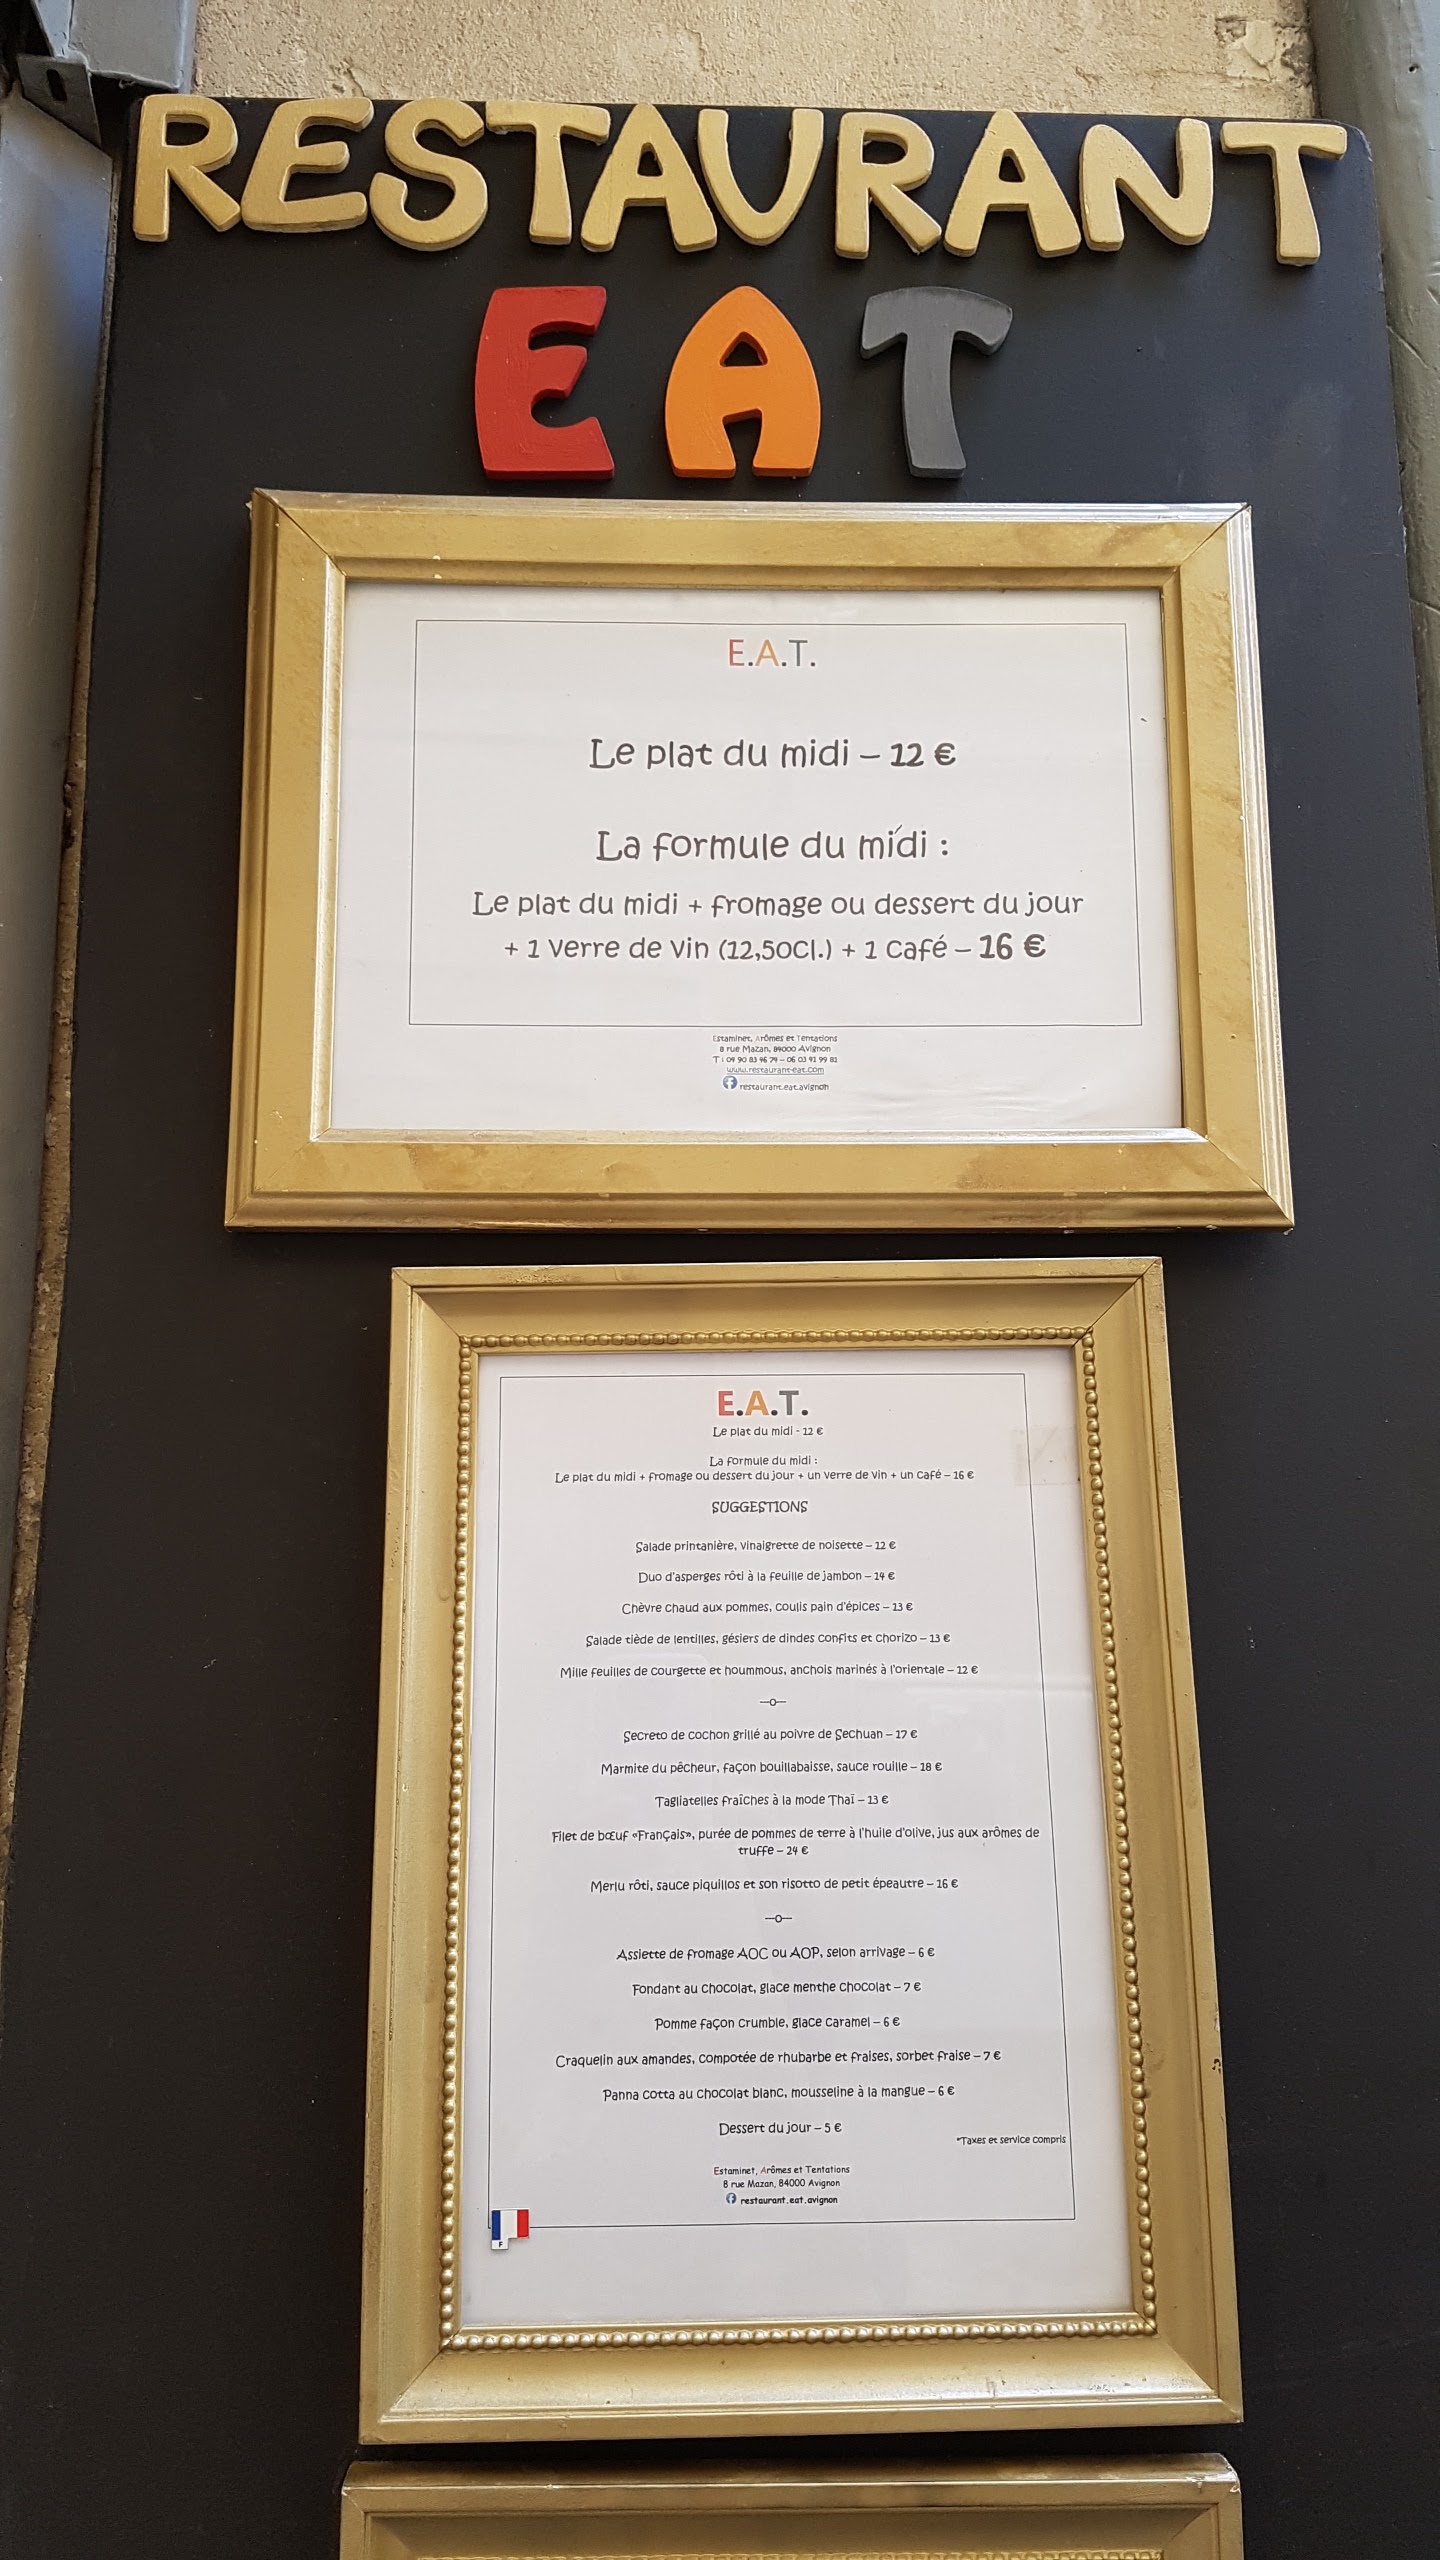 RESTAURANT
EAT
E.A.T.
Le plat du midi – 12 €
La formule du midi :
Le plat du midi + fromage ou dessert du jour
+ 1 verre de vin (12,50cl.) + 1 café – 16 €
Estaminet, Arômes et Tentations
8 rue Mazan, 84000 Avignon
T : 04 90 83 46 74 – 06 03 91 99 81
www.restaurant-eat.com
restaurant.eat.avignon
E.A.T.
Le plat du midi - 12 €
La formule du midi :
Le plat du midi + fromage ou dessert du jour + un verre de vin + un café – 16 €
SUGGESTIONS
Salade printanière, vinaigrette de noisette – 12 €
Duo d'asperges rôti à la feuille de jambon – 14 €
Chèvre chaud aux pommes, coulis pain d'épices – 13 €
Salade tiède de lentilles, gésiers de dindes confits et chorizo – 13 €
Mille feuilles de courgette et hoummous, anchois marinés à l'orientale – 12 €
—o—
Secreto de cochon grillé au poivre de Sechuan – 17 €
Marmite du pêcheur, façon bouillabaisse, sauce rouille – 18 €
Tagliatelles fraîches à la mode Thaï – 13 €
Filet de bœuf «Français», purée de pommes de terre à l'huile d'olive, jus aux arômes de
truffe – 24 €
Merlu rôti, sauce piquillos et son risotto de petit épeautre – 16 €
—o—
Assiette de fromage AOC ou AOP, selon arrivage – 6 €
Fondant au chocolat, glace menthe chocolat – 7 €
Pomme façon crumble, glace caramel – 6 €
Craquelin aux amandes, compotée de rhubarbe et fraises, sorbet fraise – 7 €
Panna cotta au chocolat blanc, mousseline à la mangue – 6 €
Dessert du jour – 5 €
*Taxes et service compris
Estaminet, Arômes et Tentations
8 rue Mazan, 84000 Avignon
restaurant.eat.avignon
F